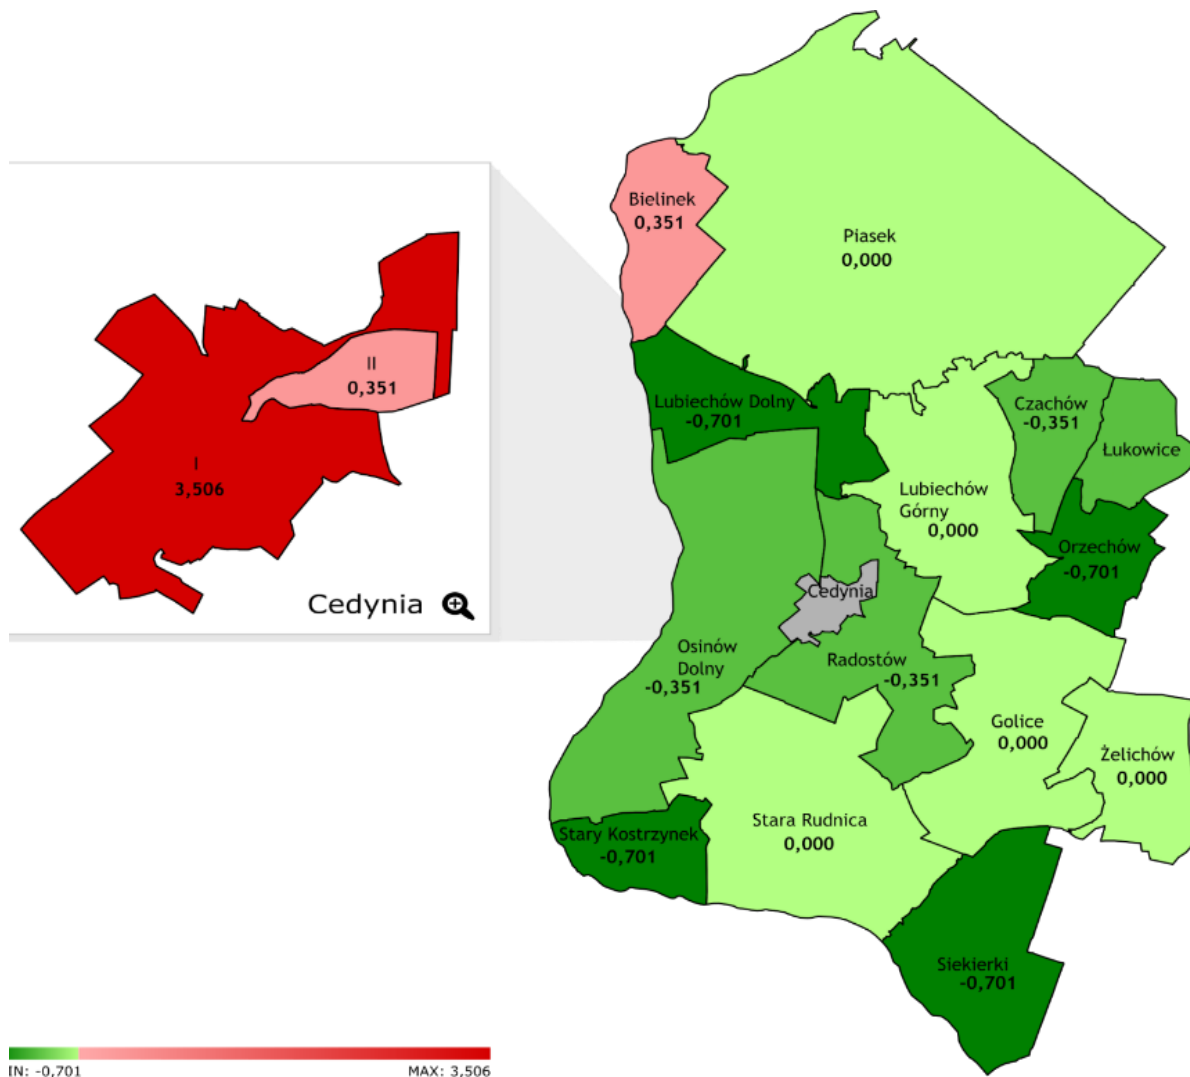 Bielinek
0,351
Piasek
0,000
II
0,351
Lubiechów Dolny
-0,701
Czachów
-0,351
Łukowice
I
3,506
Lubiechów
Górny
0,000
Orzechów
-0,701
Cedynia
Cedynia
Osinów
Dolny
-0,351
Radostów
-0,351
Golice
0,000
Żelichów
0,000
Stara Rudnica
0,000
Stary Kostrzynek
-0,701
Siekierki
-0,701
IN: -0,701
MAX: 3,506